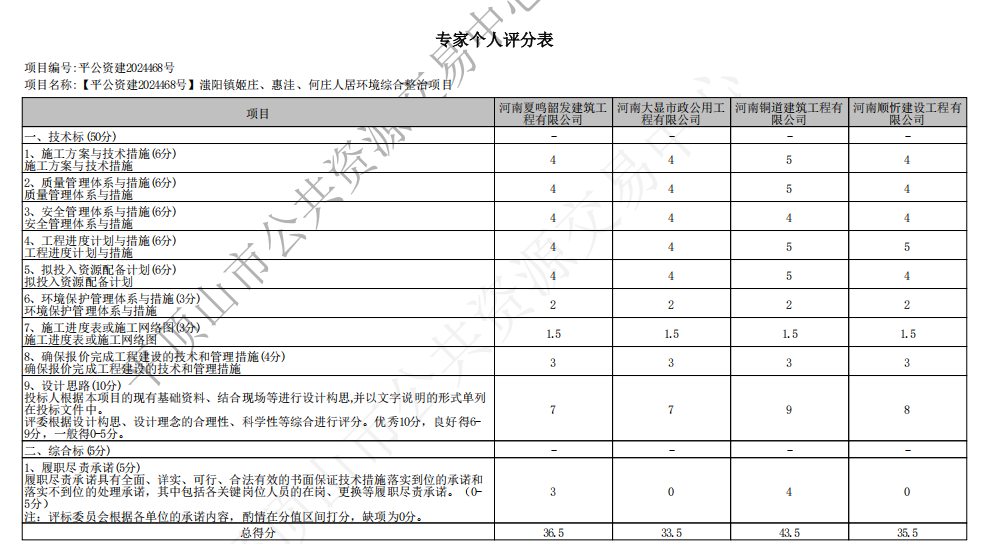 专家个人评分表
项目编号:平公资建2024468号
项目名称:【平公资建2024468号】滍阳镇姬庄、惠洼、何庄人居环境综合整治项目
项目 河南夏鸣韶发建筑工程有限公司 河南大显市政公用工程有限公司 河南铜道建筑工程有限公司 河南顺忻建设工程有限公司
一、技术标(50分) - - - -
1、施工方案与技术措施(6分)
施工方案与技术措施 4 4 5 4
2、质量管理体系与措施(6分)
质量管理体系与措施 4 4 5 4
3、安全管理体系与措施(6分)
安全管理体系与措施 4 4 4 4
4、工程进度计划与措施(6分)
工程进度计划与措施 4 4 5 5
5、拟投入资源配备计划(6分)
拟投入资源配备计划 4 4 5 4
6、环境保护管理体系与措施(3分)
环境保护管理体系与措施 2 2 2 2
7、施工进度表或施工网络图(3分)
施工进度表或施工网络图 1.5 1.5 1.5 1.5
8、确保报价完成工程建设的技术和管理措施(4分)
确保报价完成工程建设的技术和管理措施 3 3 3 3
9、设计思路(10分)
投标人根据本项目的现有基础资料、结合现场等进行设计构思,并以文字说明的形式单列
在投标文件中。
评委根据设计构思、设计理念的合理性、科学性等综合进行评分。优秀10分，良好得6-
9分，一般得0-5分。 7 7 9 8
二、综合标(5分) - - - -
1、履职尽责承诺(5分)
履职尽责承诺具有全面、详实、可行、合法有效的书面保证技术措施落实到位的承诺和
落实不到位的处理承诺，其中包括各关键岗位人员的在岗、更换等履职尽责承诺。（0-
5分）
注：评标委员会根据各单位的承诺内容，酌情在分值区间打分，缺项为0分。 3 0 4 0
总得分 36.5 33.5 43.5 35.5
平顶山市公共资源交易中心
平顶山市公共资源交易中心